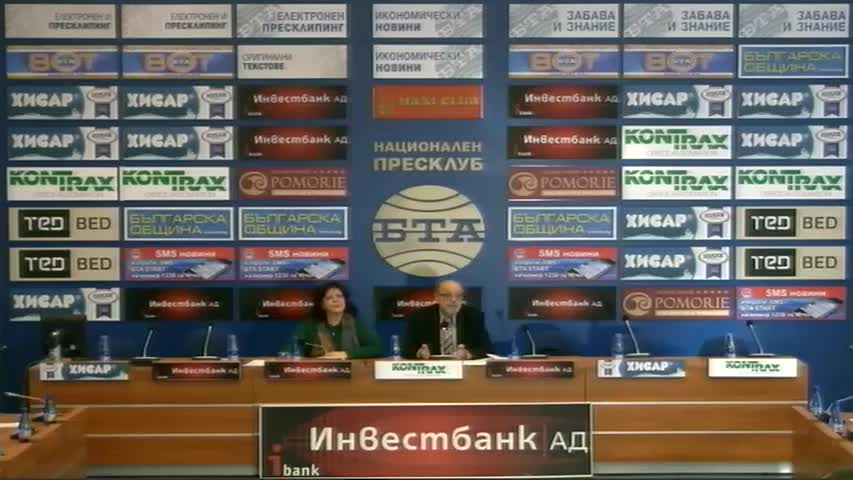 ЕЛЕКТРОНЕН И ПРЕСКЛИПИНГ
ЕЛЕКТРОНЕН И ПРЕСКЛИПИНГ
ЕЛЕКТРОНЕН И ПРЕСКЛИПИНГ
ИКОНОМИЧЕСКИ НОВИНИ
ЗАБАВА И ЗНАНИЕ
ЗАБАВА И ЗНАНИЕ
ЗАБАВА И ЗНАНИЕ
ВОТ
ВОТ
ОРИГИНАЛНИ ТЕКСТОВЕ
ИКОНОМИЧЕСКИ НОВИНИ
ВОТ
ВОТ
БЪЛГАРСКА ОБЩИНА
ХИСАР
ХИСАР
Инвестбанк АД
MAXI CLUB
Инвестбанк АД
ХИСАР
ХИСАР
ХИСАР
ХИСАР
Инвестбанк АД
НАЦИОНАЛЕН ПРЕСКЛУБ
Инвестбанк АД
KONTRAX
ХИСАР
KONTRAX
KONTRAX
POMORIE
POMORIE
KONTRAX
KONTRAX
TED BED
БЪЛГАРСКА ОБЩИНА
БЪЛГАРСКА ОБЩИНА
БТА
БЪЛГАРСКА ОБЩИНА
ХИСАР
TED BED
TED BED
SMS НОВИНИ
SMS НОВИНИ
SMS НОВИНИ
ХИСАР
TED BED
ХИСАР
Инвестбанк АД
Инвестбанк АД
POMORIE
SMS НОВИНИ
ХИСАР
Инвестбанк АД
Инвестбанк АД
KONTRAX
Инвестбанк АД
ХИСАР
KONTRAX
Инвестбанк АД
ibank